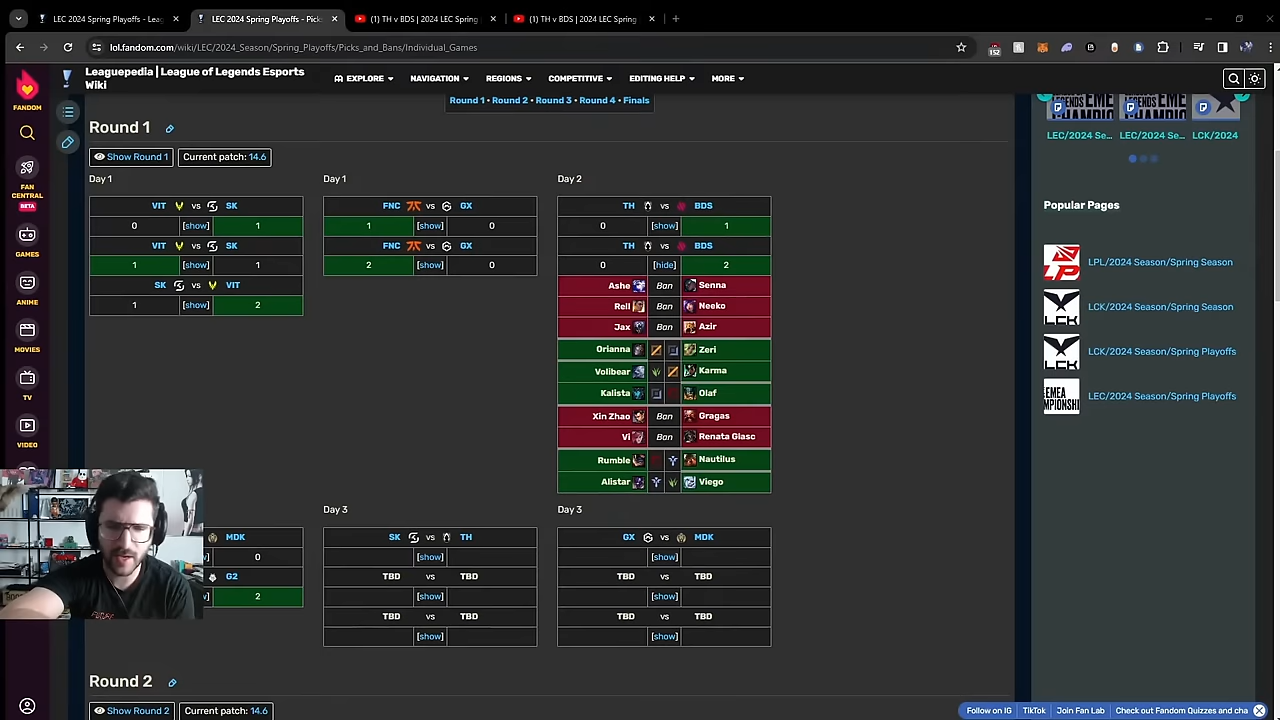 LEC 2024 Spring Playoffs - Lea
LEC 2024 Spring Playoffs - Pick
(1) TH v BDS | 2024 LEC Spring
(1) TH v BDS | 2024 LEC Spring
lol.fandom.com/wiki/LEC/2024_Season/Spring_Playoffs/Picks_and_Bans/Individual_Games
152
FANDOM
FAN CENTRAL
BETA
GAMES
ANIME
MOVIES
TV
VIDEO
Leaguepedia | League of Legends Esports
Wiki
EXPLORE
NAVIGATION
REGIONS
COMPETITIVE
EDITING HELP
MORE
Round 1 • Round 2 • Round 3 • Round 4 • Finals
Round 1
Show Round 1
Current patch: 14.6
Day 1
VIT vs SK
0 [show] 1
VIT vs SK
1 [show] 1
SK vs VIT
1 [show] 2
Day 1
FNC vs GX
1 [show] 0
FNC vs GX
2 [show] 0
Day 2
TH vs BDS
0 [show] 1
TH vs BDS
0 [hide] 2
Ashe Ban Senna
Rell Ban Neeko
Jax Ban Azir
Orianna Zeri
Volibear Karma
Kalista Olaf
Xin Zhao Ban Gragas
Vi Ban Renata Glasc
Rumble Nautilus
Alistar Viego
MDK
0
G2
2
Day 3
SK vs TH
[show]
TBD vs TBD
[show]
TBD vs TBD
[show]
Day 3
GX vs MDK
[show]
TBD vs TBD
[show]
TBD vs TBD
[show]
Round 2
Show Round 2
Current patch: 14.6
LEC/2024 Se...
LEC/2024 Se...
LCK/2024
Popular Pages
LPL/2024 Season/Spring Season
LCK/2024 Season/Spring Season
LCK/2024 Season/Spring Playoffs
LEC/2024 Season/Spring Playoffs
Follow on IG
TikTok
Join Fan Lab
Check out Fandom Quizzes and cha